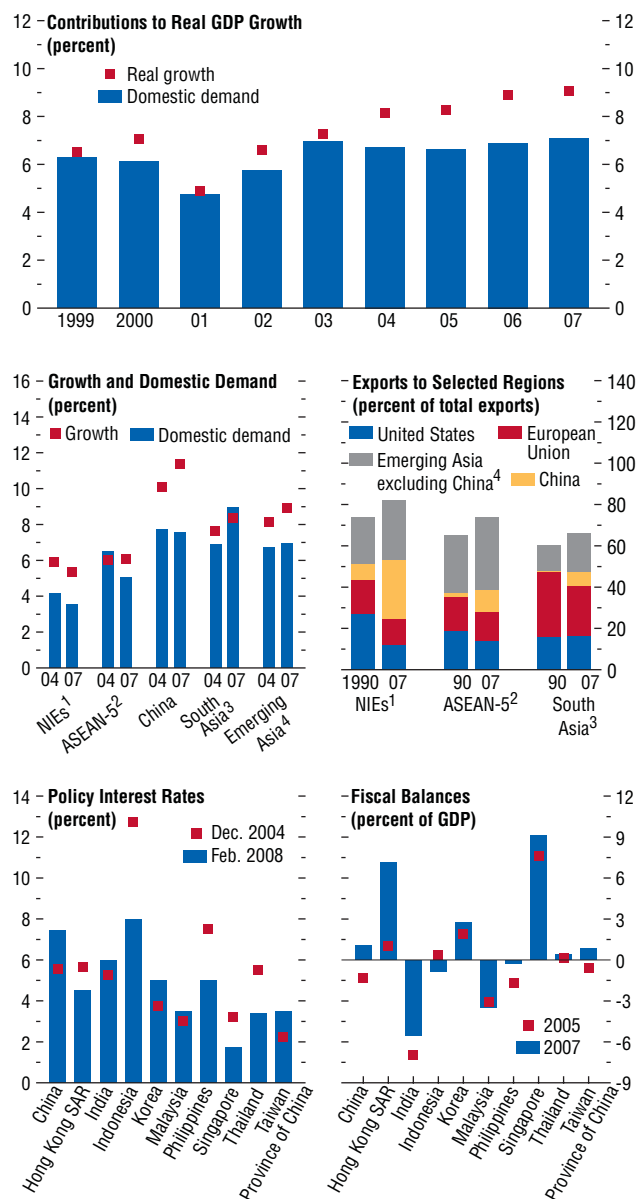 Contributions to Real GDP Growth
(percent)
Real growth
Domestic demand
12
10
8
6
4
2
0
12
10
8
6
4
2
0
1999 2000 01 02 03 04 05 06 07
Growth and Domestic Demand
(percent)
Growth Domestic demand
16
14
12
10
8
6
4
2
0
04 07 04 07 04 07 04 07 04 07
NIEs1
ASEAN-52
China
South
Asia3
Emerging
Asia4
Exports to Selected Regions
(percent of total exports)
United States
European
Union
Emerging Asia
excluding China4
China
140
120
100
80
60
40
20
0
1990 07 90 07 90 07
NIEs1 ASEAN-52 South
Asia3
Policy Interest Rates
(percent)
Dec. 2004
Feb. 2008
14
12
10
8
6
4
2
0
China
Hong Kong SAR
India
Indonesia
Korea
Malaysia
Philippines
Singapore
Thailand
Taiwan
Province of China
Fiscal Balances
(percent of GDP)
12
9
6
3
0
-3
-6
-9
2005
2007
China
Hong Kong SAR
India
Indonesia
Korea
Malaysia
Philippines
Singapore
Thailand
Taiwan
Province of China